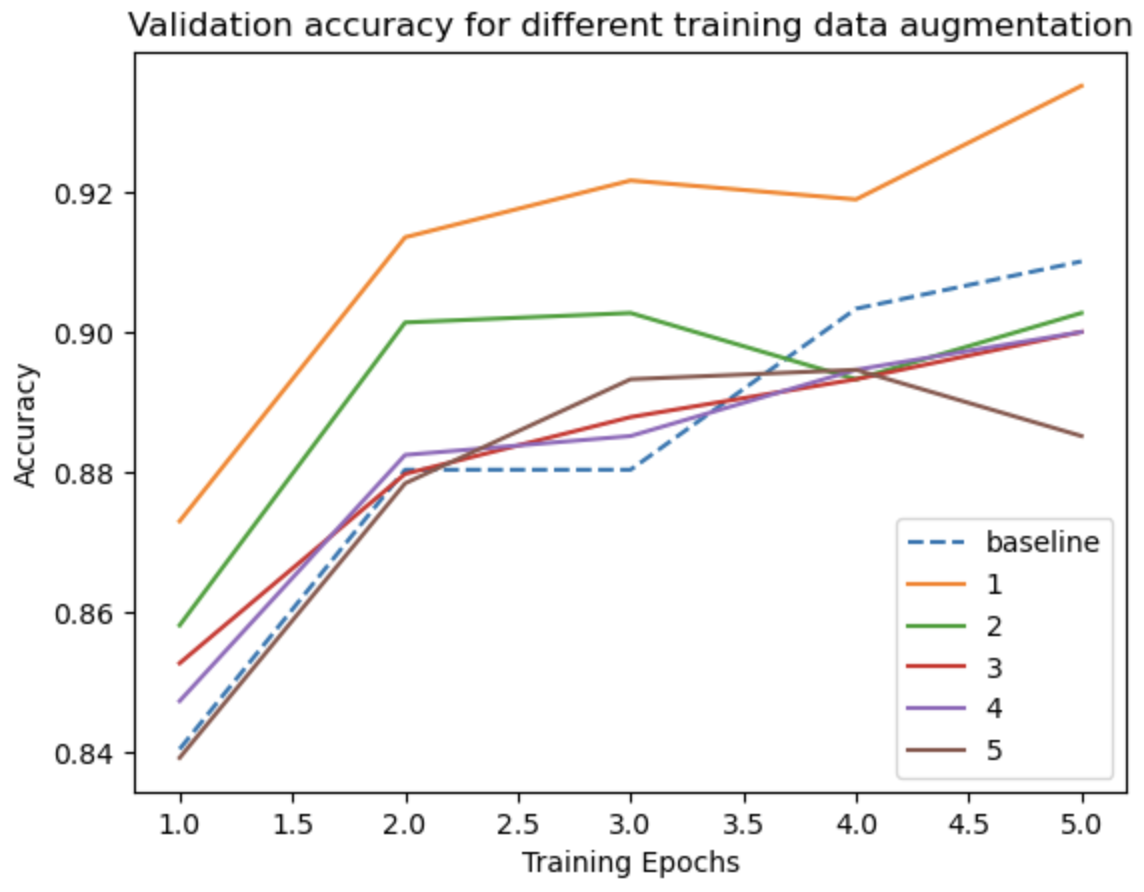 Validation accuracy for different training data augmentation
0.92
0.90
0.88
0.86
0.84
Accuracy
baseline
1
2
3
4
5
1.0 1.5 2.0 2.5 3.0 3.5 4.0 4.5 5.0
Training Epochs